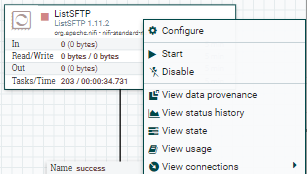 ListSFTP
ListSFTP 1.11.2
org.apache.nifi - nifi-standard-n
In 0 (0 bytes)
Read/Write 0 bytes / 0 bytes
Out 0 (0 bytes)
Tasks/Time 203 / 00:00:34.731
Name success
Configure
Start
Disable
View data provenance
View status history
View state
View usage
View connections